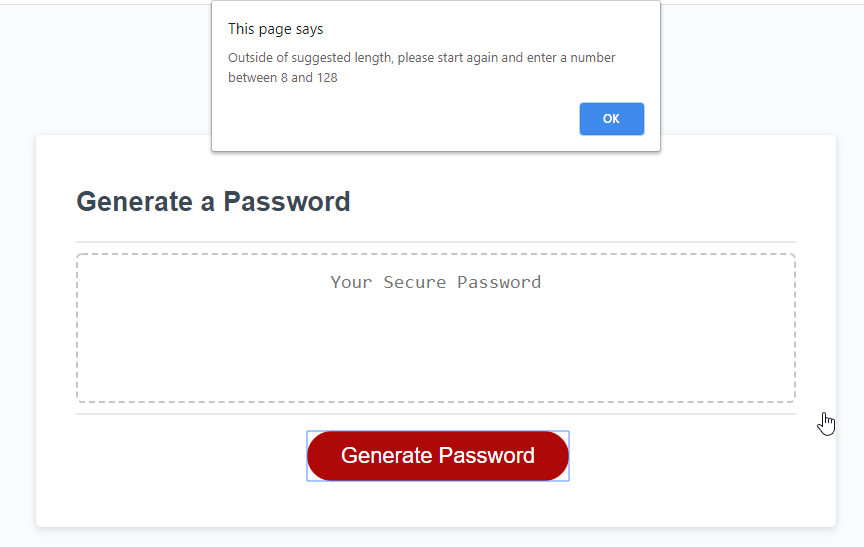 This page says
Outside of suggested length, please start again and enter a number
between 8 and 128
OK
Generate a Password
Your Secure Password
Generate Password